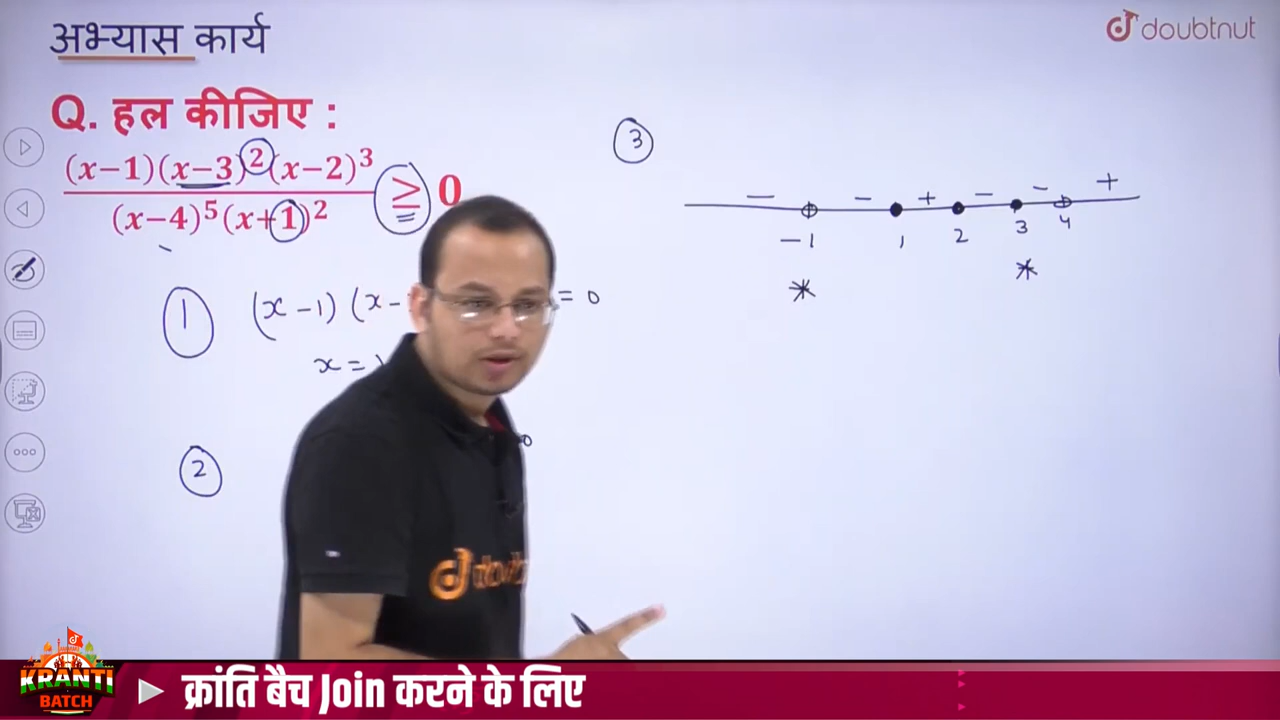 अभ्यास कार्य
doubtnut
Q. हल कीजिए :
(x−1)(x−3)²(x−2)³
≥ 0
(x−4)⁵(x+1)²
3
− − + − − +
−1 1 2 3 4
* *
1 (x−1) (x− = 0
x =
2
KRANTI
BATCH
क्रांति बैच Join करने के लिए